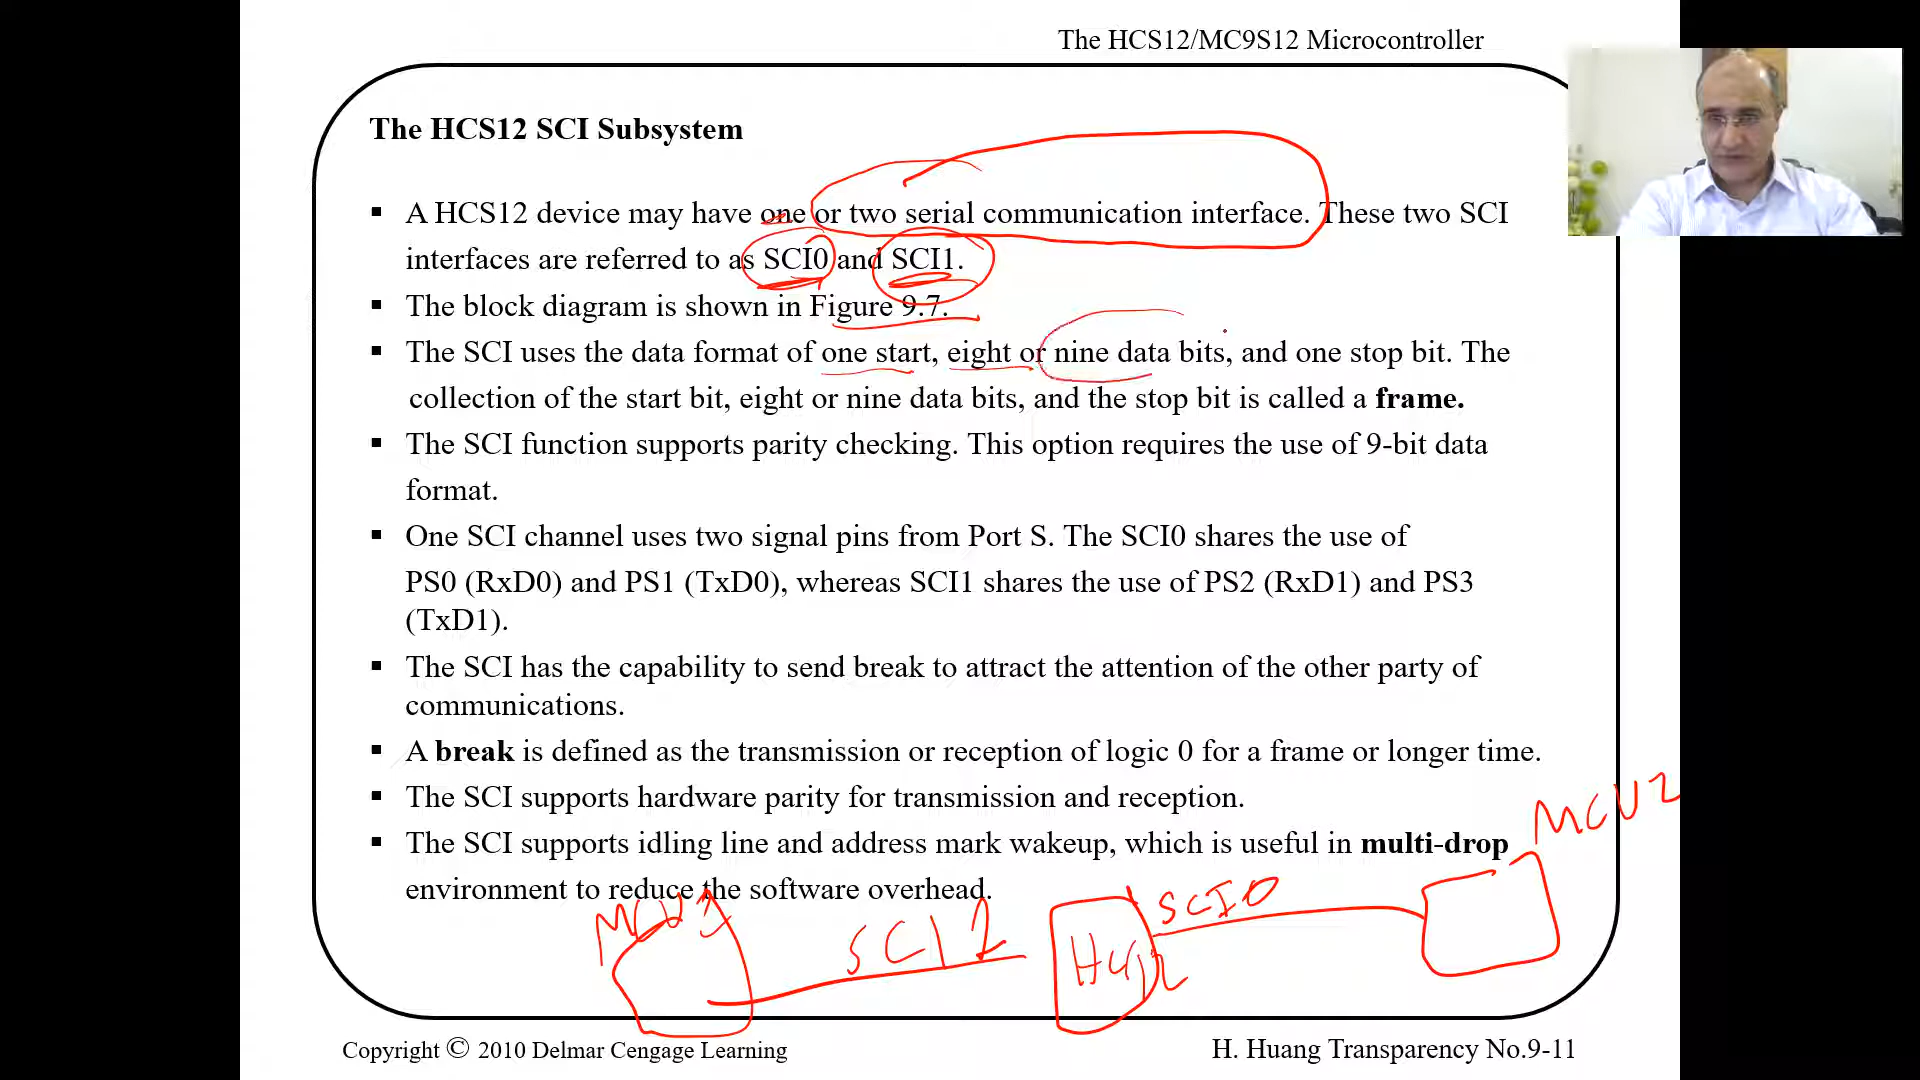 The HCS12/MC9S12 Microcontroller
The HCS12 SCI Subsystem
▪ A HCS12 device may have one or two serial communication interface. These two SCI
interfaces are referred to as SCI0 and SCI1.
▪ The block diagram is shown in Figure 9.7.
▪ The SCI uses the data format of one start, eight or nine data bits, and one stop bit. The
collection of the start bit, eight or nine data bits, and the stop bit is called a frame.
▪ The SCI function supports parity checking. This option requires the use of 9-bit data
format.
▪ One SCI channel uses two signal pins from Port S. The SCI0 shares the use of
PS0 (RxD0) and PS1 (TxD0), whereas SCI1 shares the use of PS2 (RxD1) and PS3
(TxD1).
▪ The SCI has the capability to send break to attract the attention of the other party of
communications.
▪ A break is defined as the transmission or reception of logic 0 for a frame or longer time.
▪ The SCI supports hardware parity for transmission and reception.
MCU2
▪ The SCI supports idling line and address mark wakeup, which is useful in multi-drop
environment to reduce the software overhead.
SCI0
Copyright © 2010 Delmar Cengage Learning
H. Huang Transparency No.9-11